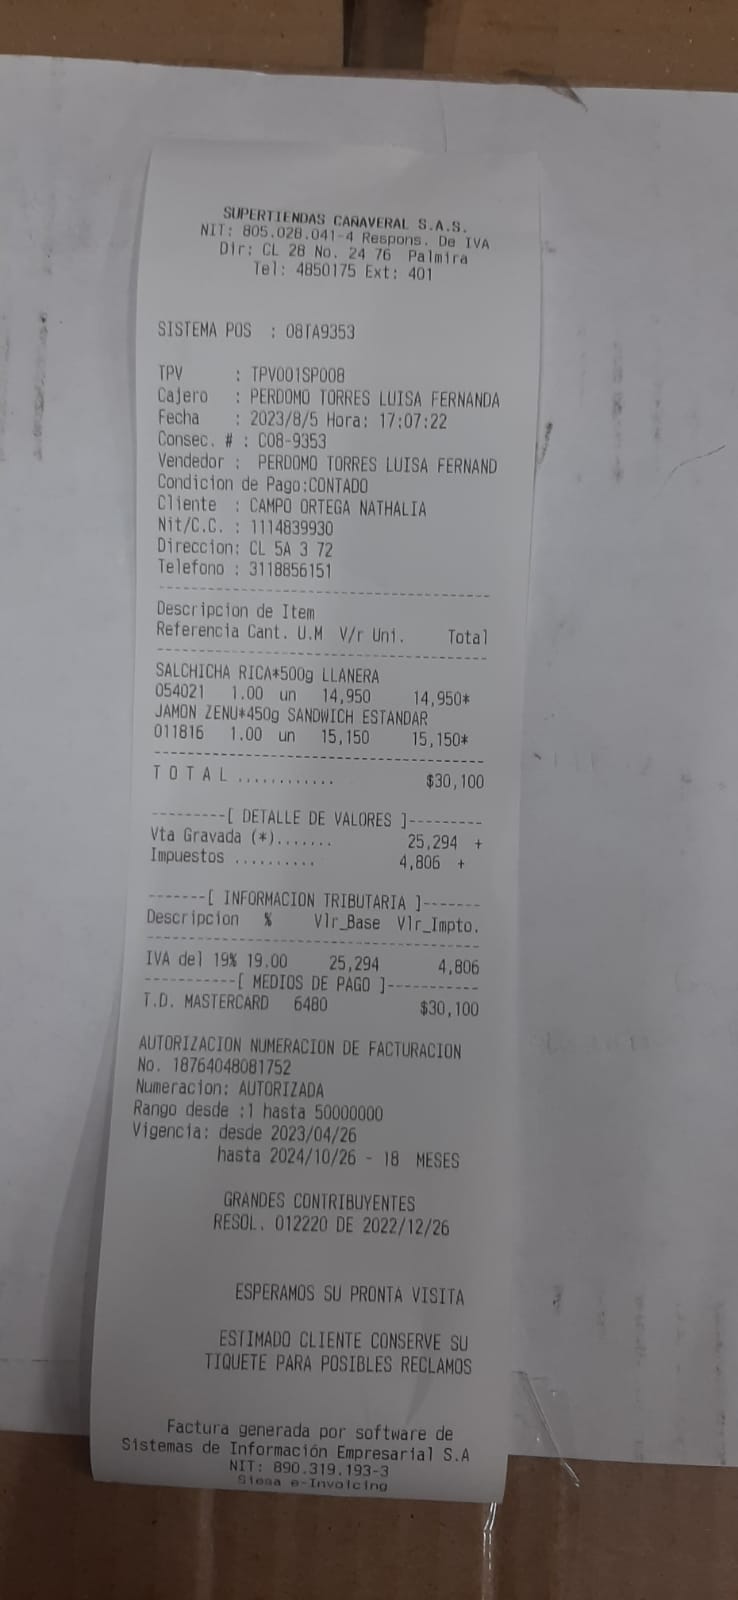 SUPERTIENDAS CAÑAVERAL S.A.S.
NIT: 805.028.041-4 Respons. De IVA
Dir: CL 28 No. 24 76 Palmira
Tel: 4850175 Ext: 401
SISTEMA POS : 08TA9353
TPV : TPV001SP008
Cajero : PERDOMO TORRES LUISA FERNANDA
Fecha : 2023/8/5 Hora: 17:07:22
Consec. # : C08-9353
Vendedor : PERDOMO TORRES LUISA FERNAND
Condicion de Pago:CONTADO
Cliente : CAMPO ORTEGA NATHALIA
Nit/C.C. : 1114839930
Direccion: CL 5A 3 72
Telefono : 3118856151
--------------------------------------
Descripcion de Item
Referencia Cant. U.M V/r Uni. Total
--------------------------------------
SALCHICHA RICA*500g LLANERA
054021 1.00 un 14,950 14,950*
JAMON ZENU*450g SANDWICH ESTANDAR
011816 1.00 un 15,150 15,150*
--------------------------------------
T O T A L ............ $30,100
---------[ DETALLE DE VALORES ]---------
Vta Gravada (*)....... 25,294 +
Impuestos .......... 4,806 +
-------[ INFORMACION TRIBUTARIA ]-------
Descripcion % Vlr_Base Vlr_Impto.
--------------------------------------
IVA del 19% 19.00 25,294 4,806
-----------[ MEDIOS DE PAGO ]-----------
T.D. MASTERCARD 6480 $30,100
AUTORIZACION NUMERACION DE FACTURACION
No. 18764048081752
Numeracion: AUTORIZADA
Rango desde :1 hasta 50000000
Vigencia: desde 2023/04/26
hasta 2024/10/26 - 18 MESES
GRANDES CONTRIBUYENTES
RESOL. 012220 DE 2022/12/26
ESPERAMOS SU PRONTA VISITA
ESTIMADO CLIENTE CONSERVE SU
TIQUETE PARA POSIBLES RECLAMOS
Factura generada por software de
Sistemas de Información Empresarial S.A
NIT: 890.319.193-3
Siesa e-Invoicing